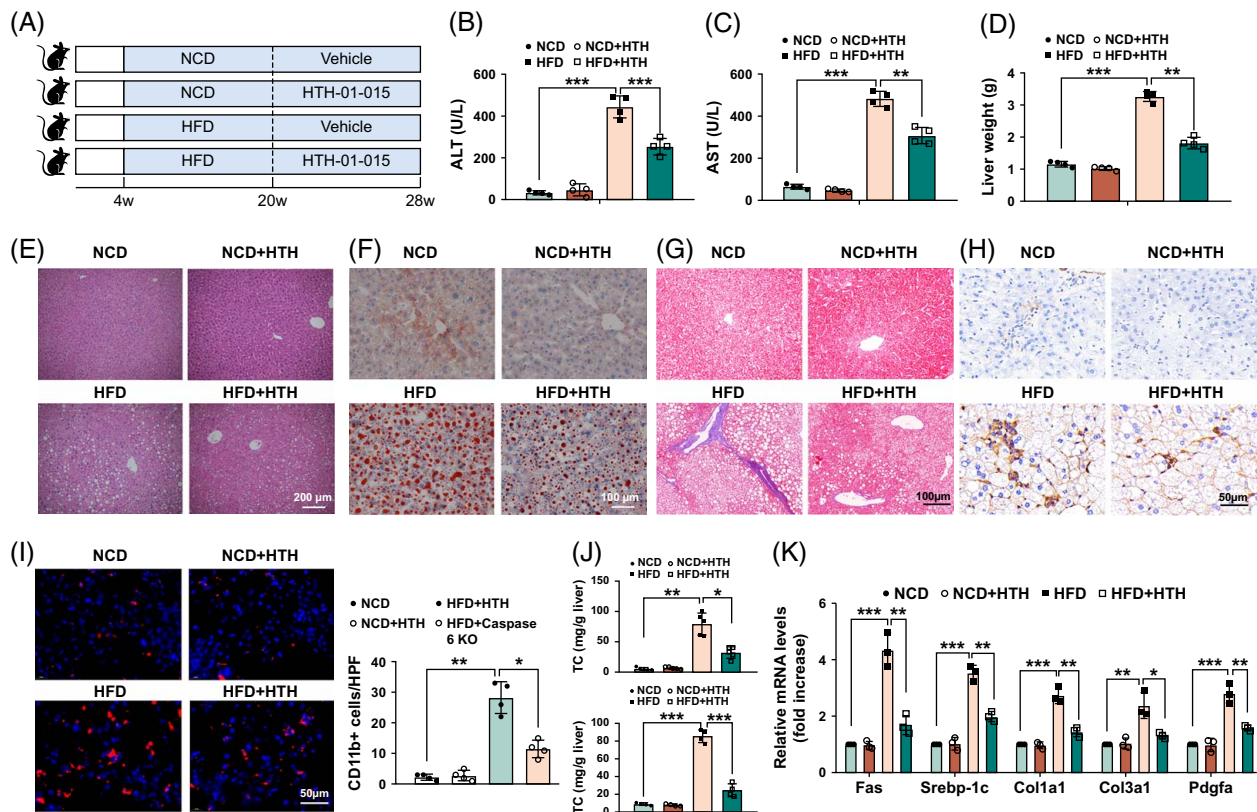 (A)
NCD Vehicle
NCD HTH-01-015
HFD Vehicle
HFD HTH-01-015
4w 20w 28w
(B)
NCD NCD+HTH
HFD HFD+HTH
*** ***
ALT (U/L)
600
400
200
0
(C)
NCD NCD+HTH
HFD HFD+HTH
*** **
AST (U/L)
600
400
200
0
(D)
NCD NCD+HTH
HFD HFD+HTH
*** **
Liver weight (g)
4
3
2
1
0
(E)
NCD NCD+HTH
HFD HFD+HTH
200 µm
(F)
NCD NCD+HTH
HFD HFD+HTH
100 µm
(G)
NCD NCD+HTH
HFD HFD+HTH
100µm
(H)
NCD NCD+HTH
HFD HFD+HTH
50µm
(I)
NCD NCD+HTH
HFD HFD+HTH
50µm
NCD HFD+HTH
NCD+HTH HFD+Caspase
6 KO
** *
CD11b+ cells/HPF
40
30
20
10
0
(J)
NCD NCD+HTH
HFD HFD+HTH
** *
TC (mg/g liver)
150
100
50
0
NCD NCD+HTH
HFD HFD+HTH
*** ***
TC (mg/g liver)
100
80
60
40
20
0
(K)
NCD NCD+HTH HFD HFD+HTH
*** ** *** ** *** ** ** * *** **
Relative mRNA levels
(fold increase)
6
4
2
0
Fas Srebp-1c Col1a1 Col3a1 Pdgfa